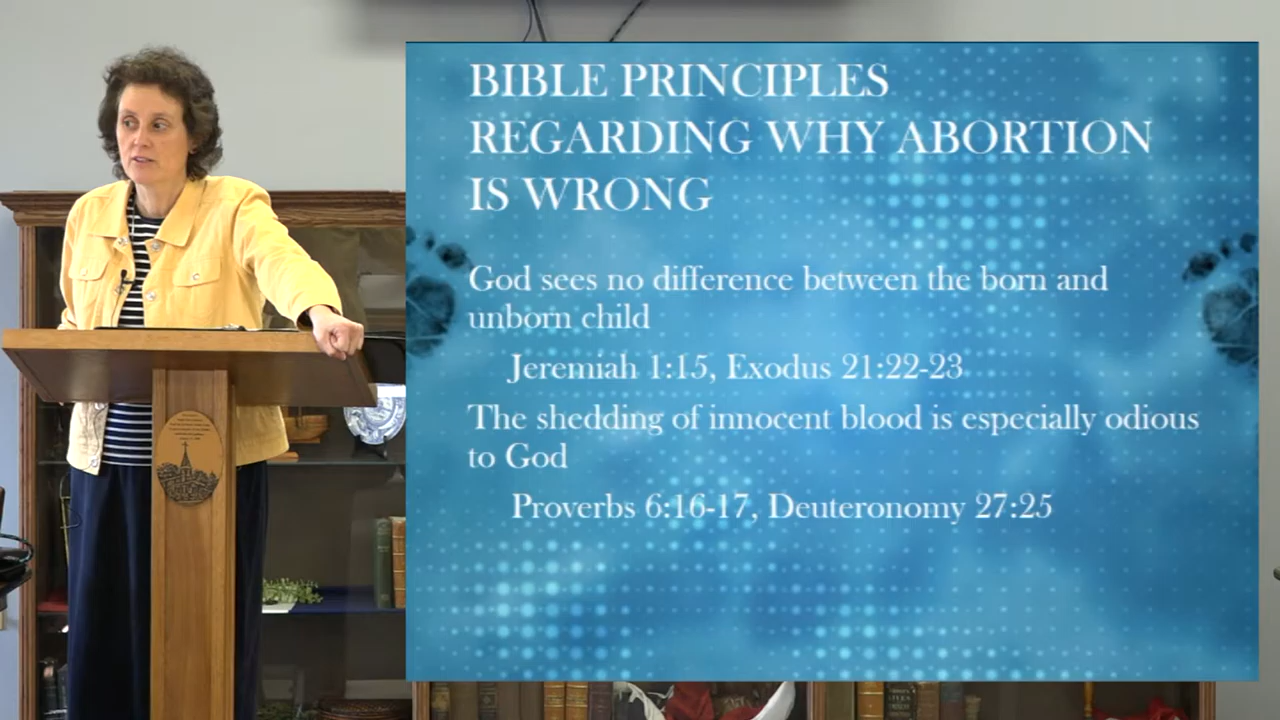 BIBLE PRINCIPLES
REGARDING WHY ABORTION
IS WRONG
God sees no difference between the born and
unborn child
Jeremiah 1:15, Exodus 21:22-23
The shedding of innocent blood is especially odious
to God
Proverbs 6:16-17, Deuteronomy 27:25